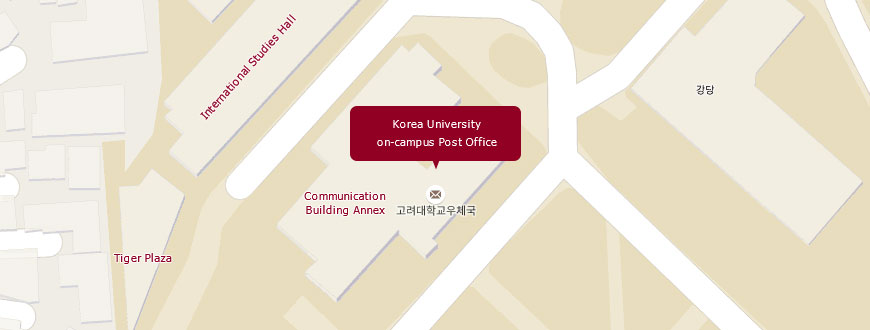 International Studies Hall
강당
Korea University
on-campus Post Office
Communication
Building Annex
고려대학교우체국
Tiger Plaza